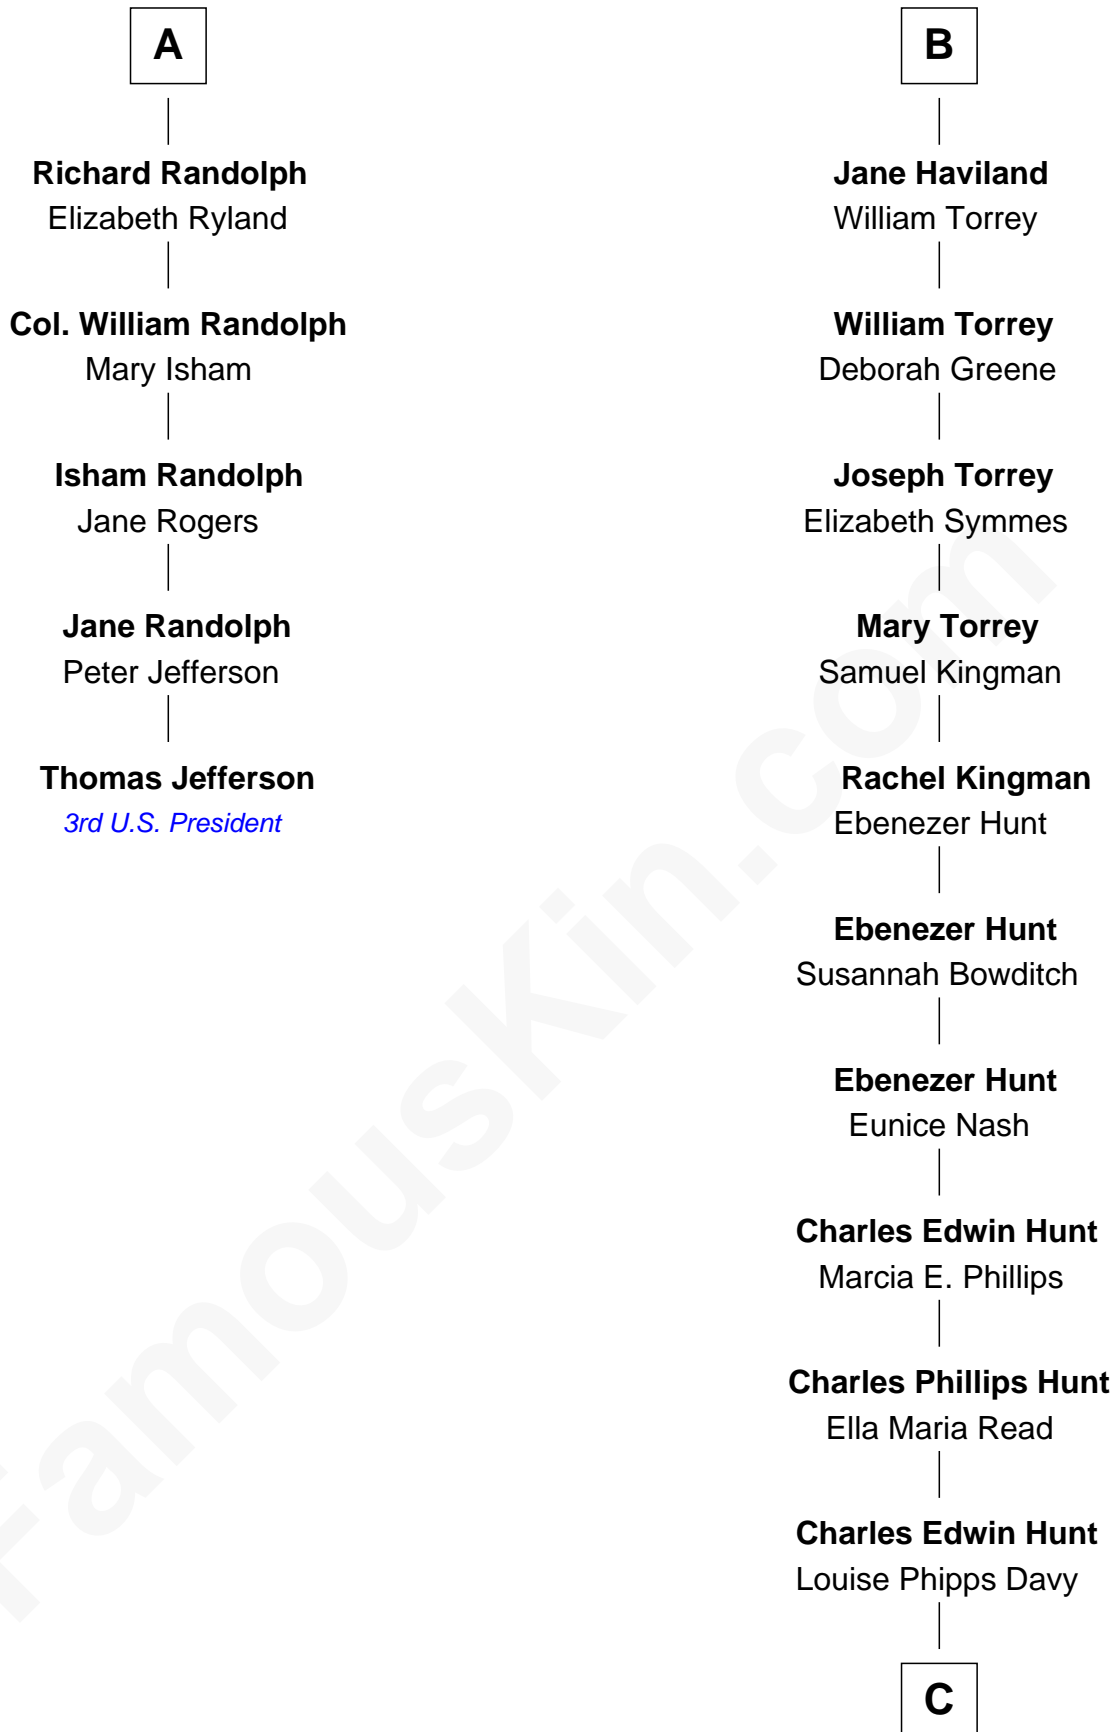 A
Richard Randolph
Elizabeth Ryland
Col. William Randolph
Mary Isham
Isham Randolph
Jane Rogers
Jane Randolph
Peter Jefferson
Thomas Jefferson
3rd U.S. President
B
Jane Haviland
William Torrey
William Torrey
Deborah Greene
Joseph Torrey
Elizabeth Symmes
Mary Torrey
Samuel Kingman
Rachel Kingman
Ebenezer Hunt
Ebenezer Hunt
Susannah Bowditch
Ebenezer Hunt
Eunice Nash
Charles Edwin Hunt
Marcia E. Phillips
Charles Phillips Hunt
Ella Maria Read
Charles Edwin Hunt
Louise Phipps Davy
C
FamousKin.com